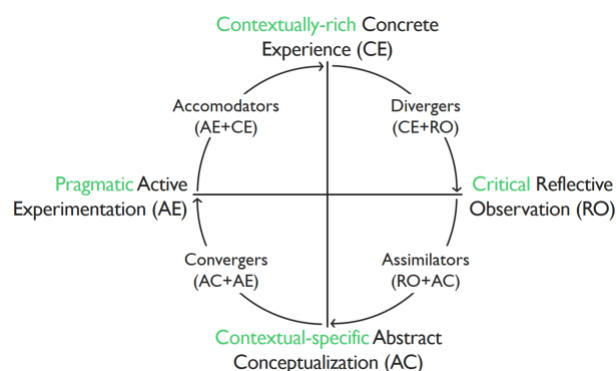 Contextually-rich Concrete
Experience (CE)
Accomodators
(AE+CE)
Divergers
(CE+RO)
Pragmatic Active
Experimentation (AE)
Critical Reflective
Observation (RO)
Convergers
(AC+AE)
Assimilators
(RO+AC)
Contextual-specific Abstract
Conceptualization (AC)